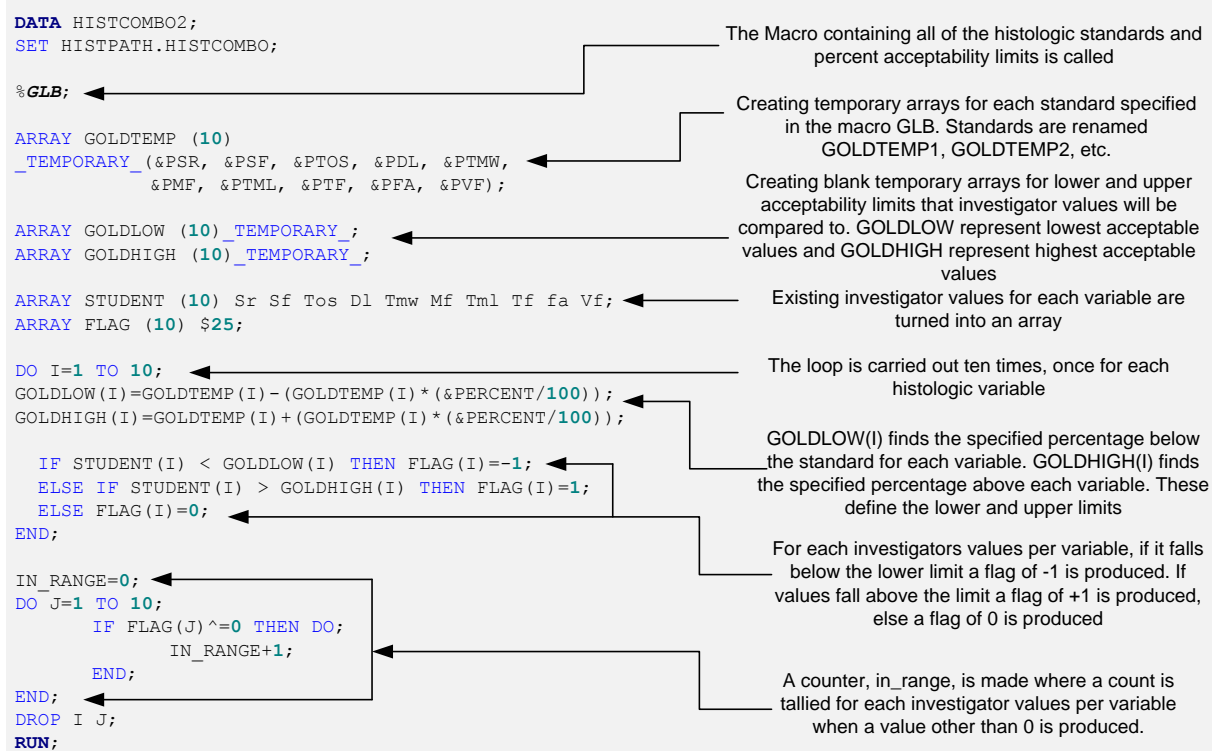 DATA HISTCOMBO2;
SET HISTPATH.HISTCOMBO;
%GLB;
ARRAY GOLDTEMP (10)
_TEMPORARY_(&PSR, &PSF, &PTOS, &PDL, &PTMW,
&PMF, &PTML, &PTF, &PFA, &PVF);
ARRAY GOLDLOW (10)_TEMPORARY_;
ARRAY GOLDHIGH (10)_TEMPORARY_;
ARRAY STUDENT (10) Sr Sf Tos Dl Tmw Mf Tml Tf fa Vf;
ARRAY FLAG (10) $25;
DO I=1 TO 10;
GOLDLOW(I)=GOLDTEMP(I)-(GOLDTEMP(I)*(&PERCENT/100));
GOLDHIGH(I)=GOLDTEMP(I)+(GOLDTEMP(I)*(&PERCENT/100));
IF STUDENT(I) < GOLDLOW(I) THEN FLAG(I)=-1;
ELSE IF STUDENT(I) > GOLDHIGH(I) THEN FLAG(I)=1;
ELSE FLAG(I)=0;
END;
IN_RANGE=0;
DO J=1 TO 10;
IF FLAG(J)^=0 THEN DO;
IN_RANGE+1;
END;
END;
DROP I J;
RUN;
The Macro containing all of the histologic standards and
percent acceptability limits is called
Creating temporary arrays for each standard specified
in the macro GLB. Standards are renamed
GOLDTEMP1, GOLDTEMP2, etc.
Creating blank temporary arrays for lower and upper
acceptability limits that investigator values will be
compared to. GOLDLOW represent lowest acceptable
values and GOLDHIGH represent highest acceptable
values
Existing investigator values for each variable are
turned into an array
The loop is carried out ten times, once for each
histologic variable
GOLDLOW(I) finds the specified percentage below
the standard for each variable. GOLDHIGH(I) finds
the specified percentage above each variable. These
define the lower and upper limits
For each investigators values per variable, if it falls
below the lower limit a flag of -1 is produced. If
values fall above the limit a flag of +1 is produced,
else a flag of 0 is produced
A counter, in_range, is made where a count is
tallied for each investigator values per variable
when a value other than 0 is produced.